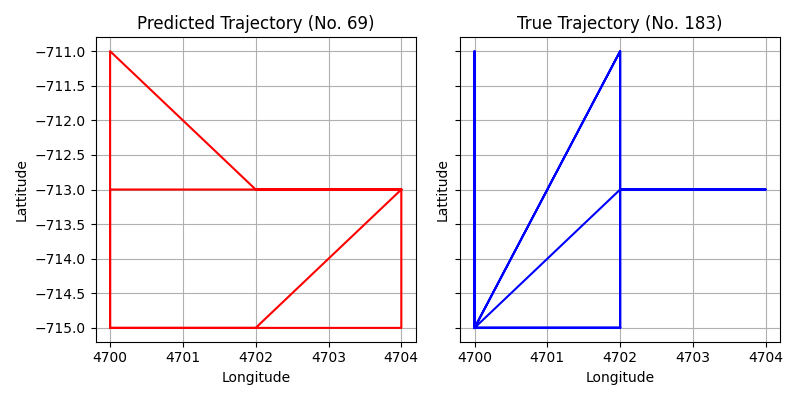 Predicted Trajectory (No. 69)
Lattitude
−711.0
−711.5
−712.0
−712.5
−713.0
−713.5
−714.0
−714.5
−715.0
4700 4701 4702 4703 4704
Longitude
True Trajectory (No. 183)
Lattitude
4700 4701 4702 4703 4704
Longitude